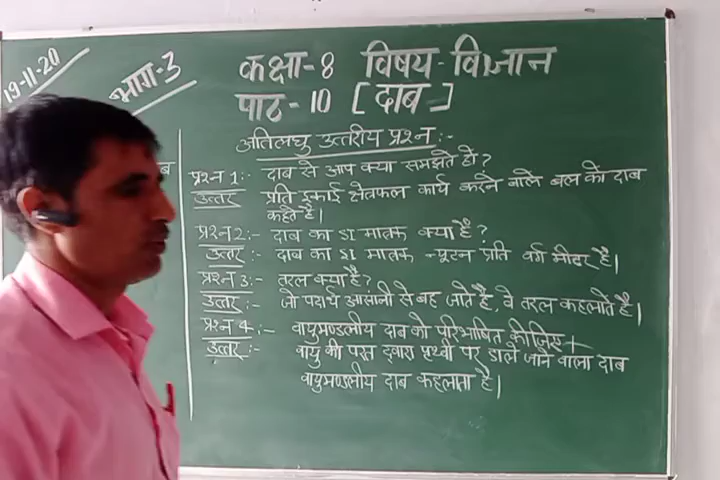 19-11-20
भाग-3
कक्षा-8 विषय-विज्ञान
पाठ-10 [दाब]
अतिलघु उत्तरीय प्रश्न:-
प्रश्न 1:- दाब से आप क्या समझते हो?
उत्तर प्रति इकाई क्षेत्रफल कार्य करने वाले बल को दाब
कहते है।
प्रश्न 2:- दाब का SI मात्रक क्या है?
उत्तर:- दाब का SI मात्रक न्यूटन प्रति वर्ग मीटर है।
प्रश्न 3:- तरल क्या है?
उत्तर:- जो पदार्थ आसानी से बह जाते है, वे तरल कहलाते है।
प्रश्न 4:- वायुमण्डलीय दाब को परिभाषित कीजिए
उत्तर:- वायु की परत द्वारा पृथ्वी पर डाले जाने वाला दाब
वायुमण्डलीय दाब कहलाता है।